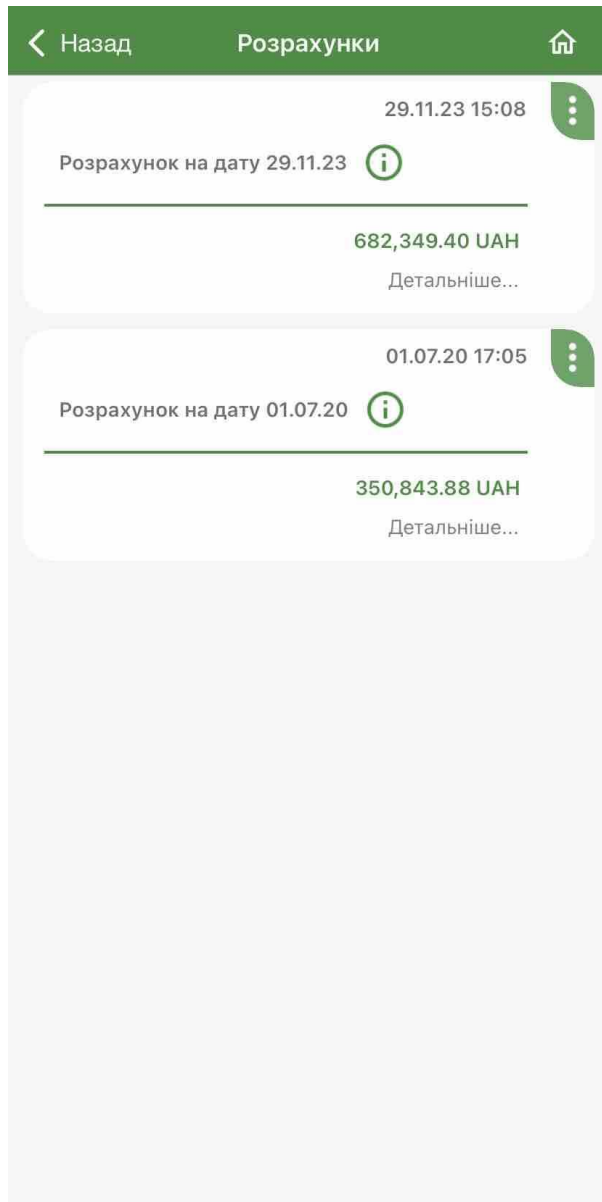 Назад Розрахунки
29.11.23 15:08
Розрахунок на дату 29.11.23
682,349.40 UAH
Детальніше...
01.07.20 17:05
Розрахунок на дату 01.07.20
350,843.88 UAH
Детальніше...